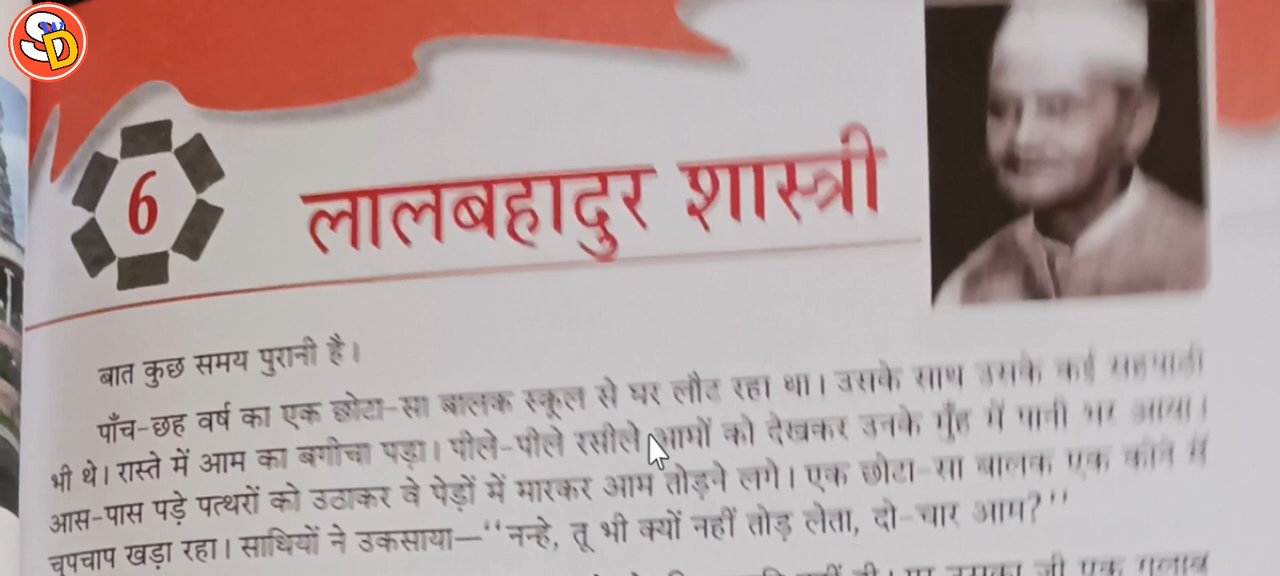 SD
6
लालबहादुर शास्त्री
बात कुछ समय पुरानी है।
पाँच-छह वर्ष का एक छोटा-सा बालक स्कूल से घर लौट रहा था। उसके साथ उसके कई सहपाठी
भी थे। रास्ते में आम का बगीचा पड़ा। पीले-पीले रसीले आमों को देखकर उनके मुँह में पानी भर आया।
आस-पास पड़े पत्थरों को उठाकर वे पेड़ों में मारकर आम तोड़ने लगे। एक छोटा-सा बालक एक कोने में
चुपचाप खड़ा रहा। साथियों ने उकसाया—“नन्हे, तू भी क्यों नहीं तोड़ लेता, दो-चार आम?”